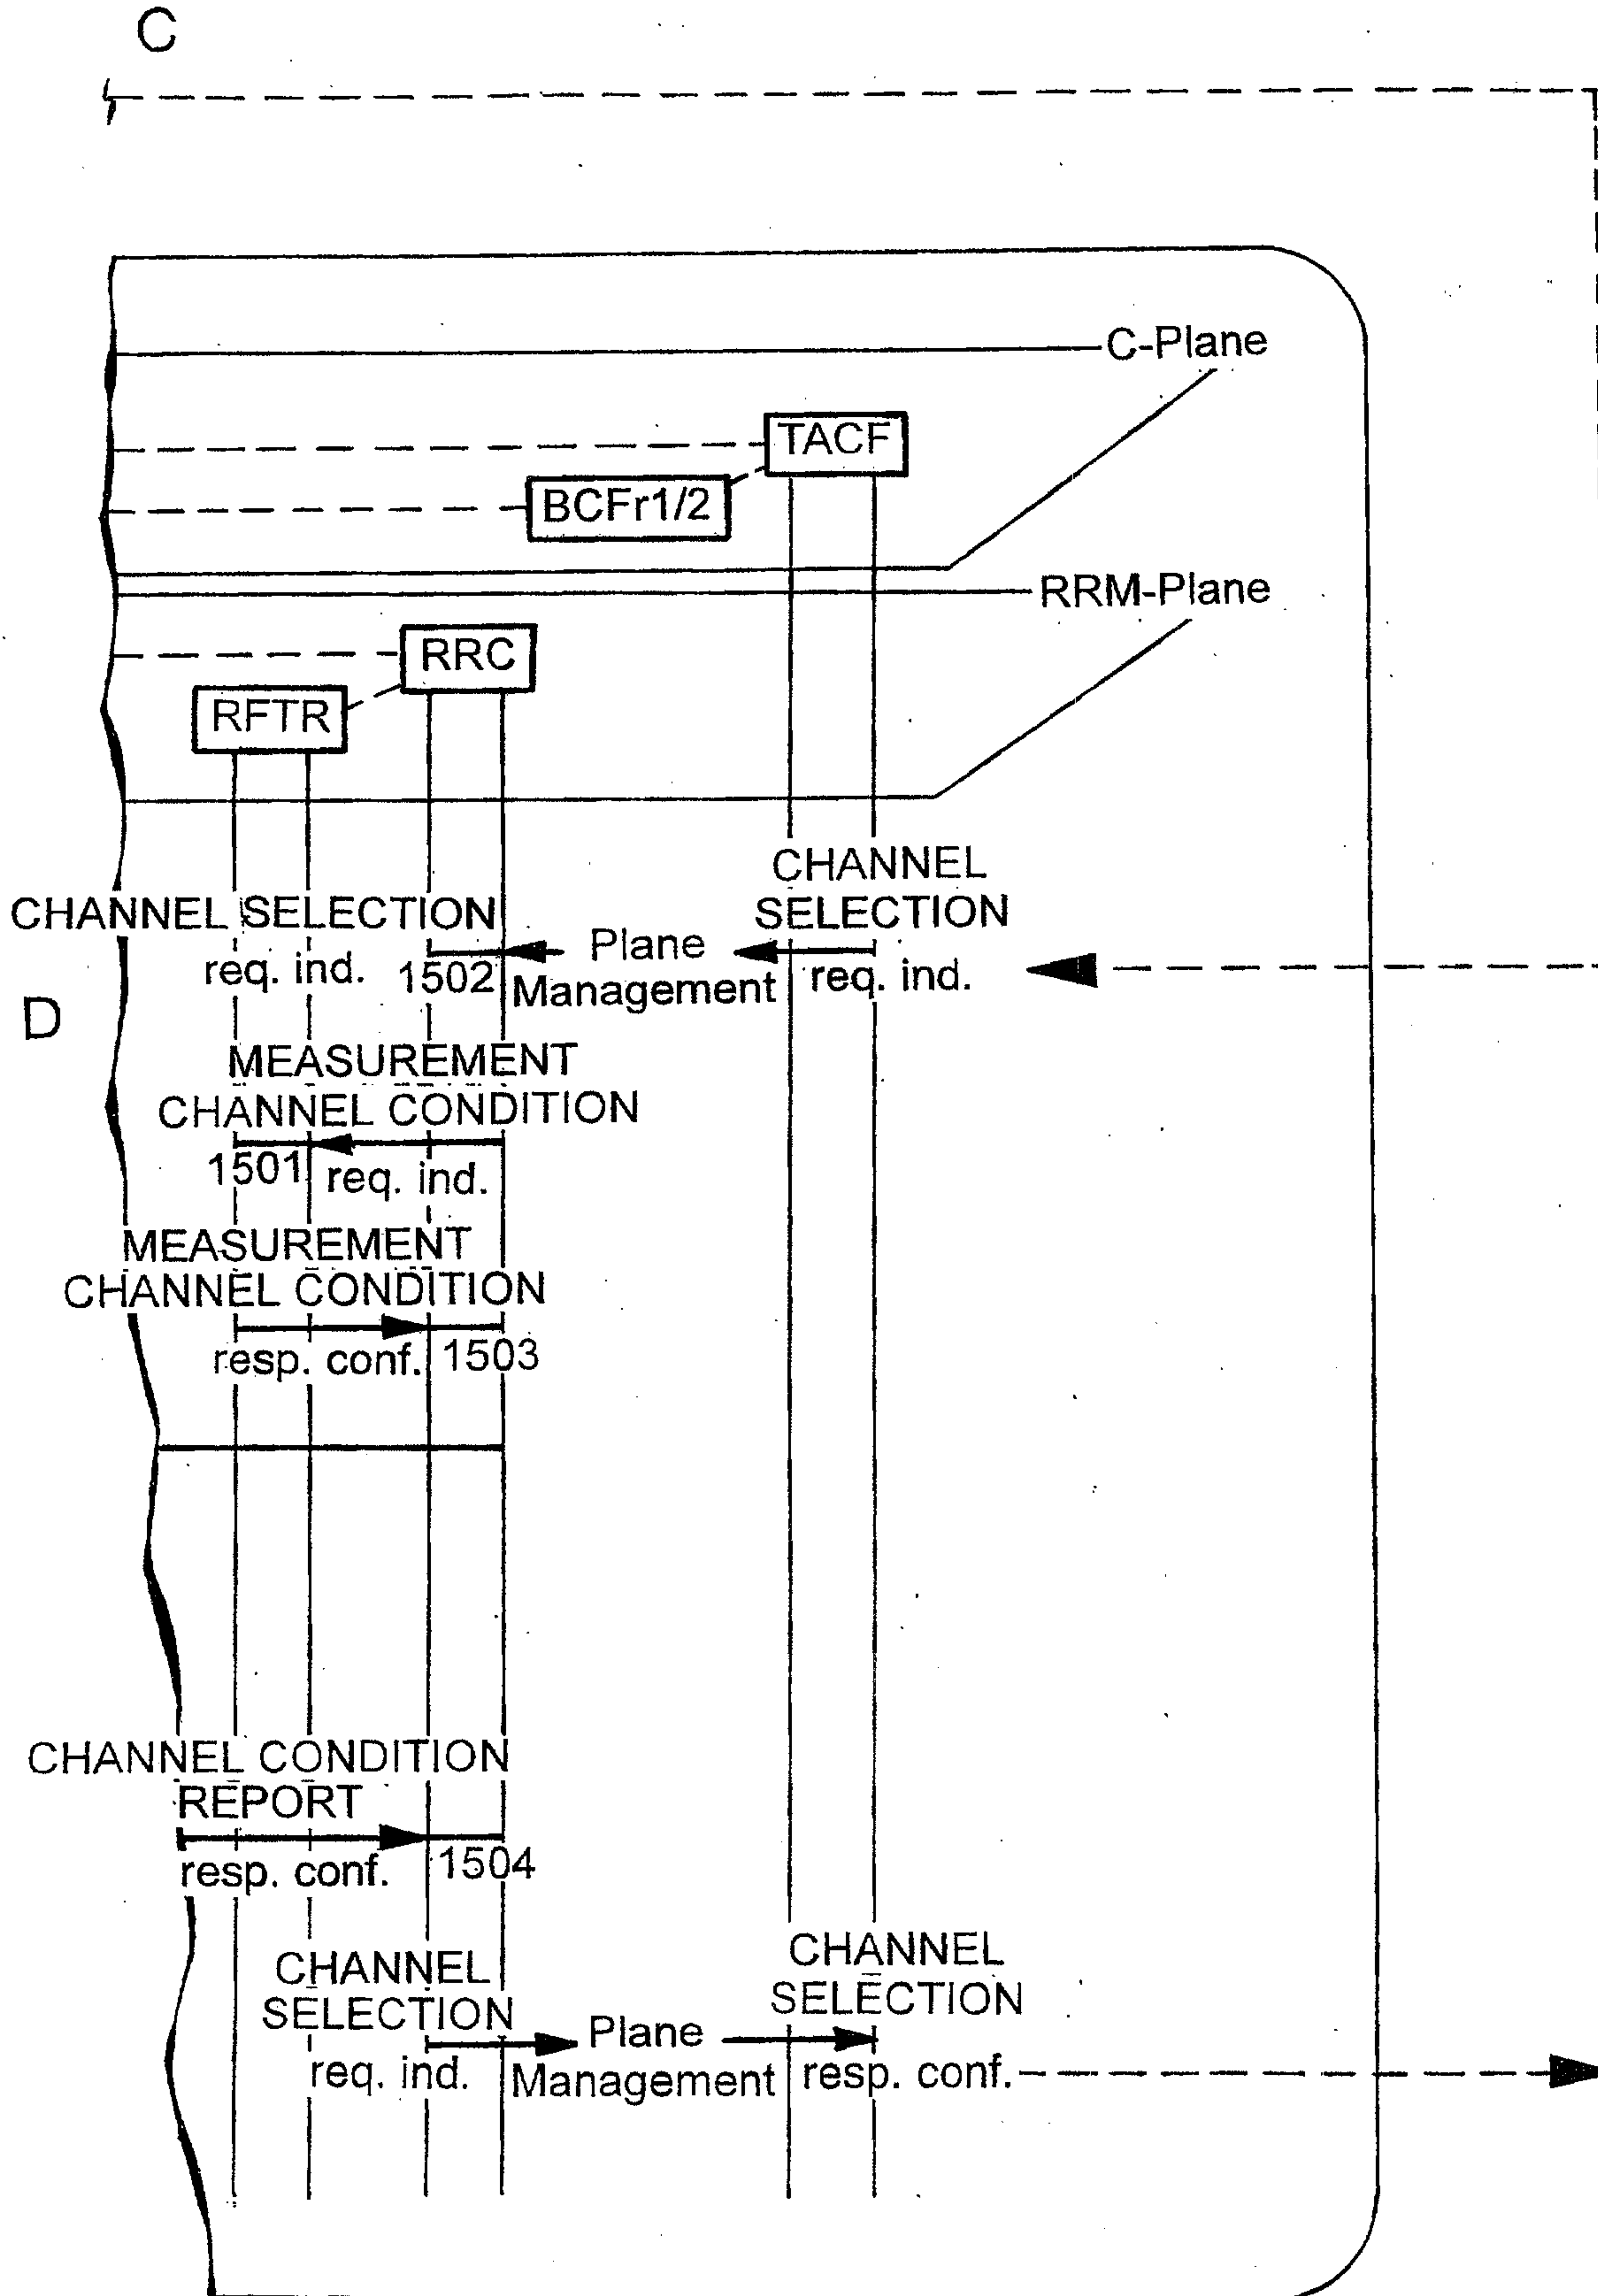 C
C-Plane
TACF
BCFr1/2
RRM-Plane
RRC
RFTR
CHANNEL
SELECTION
CHANNEL SELECTION
Plane
Management
req. ind.
1502
req. ind.
D
MEASUREMENT
CHANNEL CONDITION
1501
req. ind.
MEASUREMENT
CHANNEL CONDITION
resp. conf.
1503
CHANNEL CONDITION
REPORT
resp. conf.
1504
CHANNEL
SELECTION
CHANNEL
SELECTION
Plane
Management
req. ind.
resp. conf.